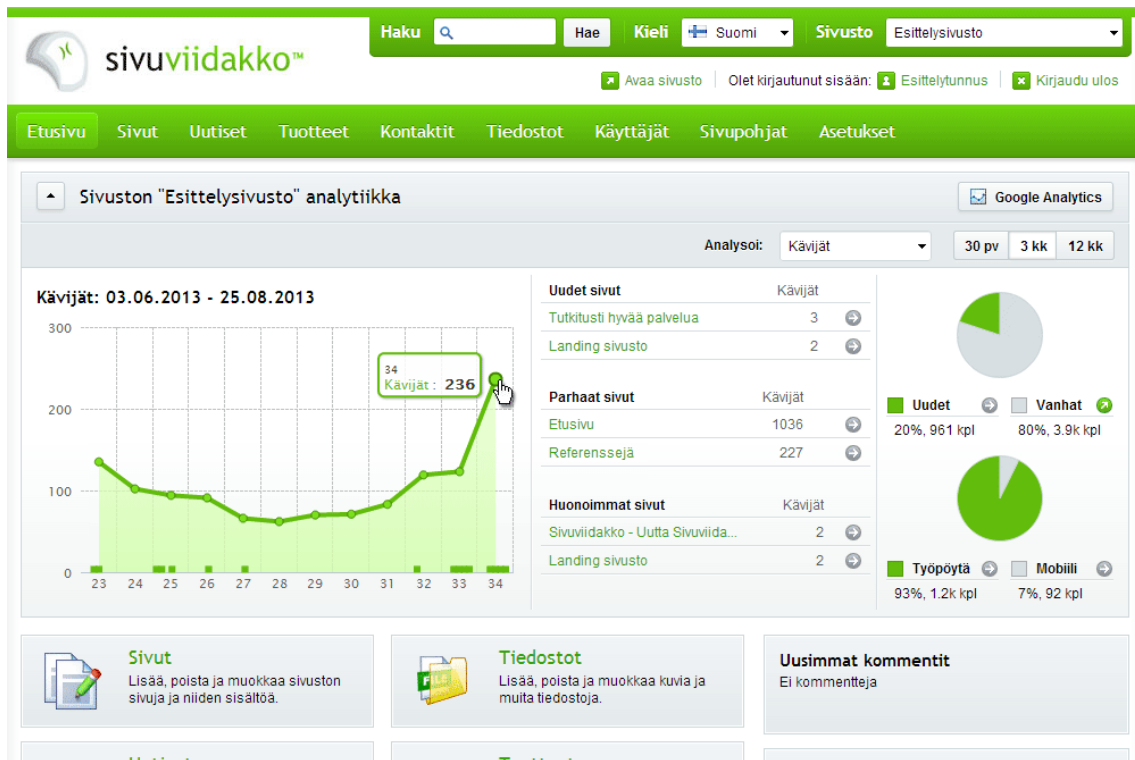 sivuviidakko™
Haku Hae Kieli Suomi Sivusto Esittelysivusto
Avaa sivusto Olet kirjautunut sisään: Esittelytunnus Kirjaudu ulos
Etusivu Sivut Uutiset Tuotteet Kontaktit Tiedostot Käyttäjät Sivupohjat Asetukset
Sivuston "Esittelysivusto" analytiikka Google Analytics
Analysoi: Kävijät 30 pv 3 kk 12 kk
Kävijät: 03.06.2013 - 25.08.2013
300
200
100
0
34
Kävijät : 236
23 24 25 26 27 28 29 30 31 32 33 34
Uudet sivut Kävijät
Tutkitusti hyvää palvelua 3
Landing sivusto 2
Parhaat sivut Kävijät
Etusivu 1036
Referenssejä 227
Huonoimmat sivut Kävijät
Sivuviidakko - Uutta Sivuviida... 2
Landing sivusto 2
Uudet Vanhat
20%, 961 kpl 80%, 3.9k kpl
Työpöytä Mobiili
93%, 1.2k kpl 7%, 92 kpl
Sivut
Lisää, poista ja muokkaa sivuston
sivuja ja niiden sisältöä.
FILE
Tiedostot
Lisää, poista ja muokkaa kuvia ja
muita tiedostoja.
Uusimmat kommentit
Ei kommentteja